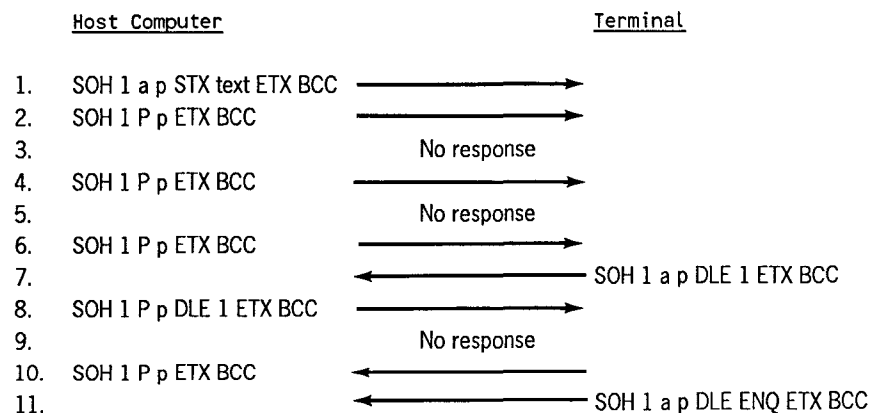 Host Computer Terminal
1. SOH 1 a p STX text ETX BCC
2. SOH 1 P p ETX BCC
3. No response
4. SOH 1 P p ETX BCC
5. No response
6. SOH 1 P p ETX BCC
7. SOH 1 a p DLE 1 ETX BCC
8. SOH 1 P p DLE 1 ETX BCC
9. No response
10. SOH 1 P p ETX BCC
11. SOH 1 a p DLE ENQ ETX BCC